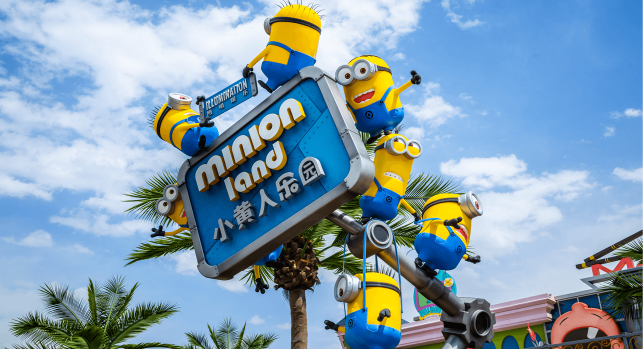 ILLUMINATION
minion
land
小黄人乐园